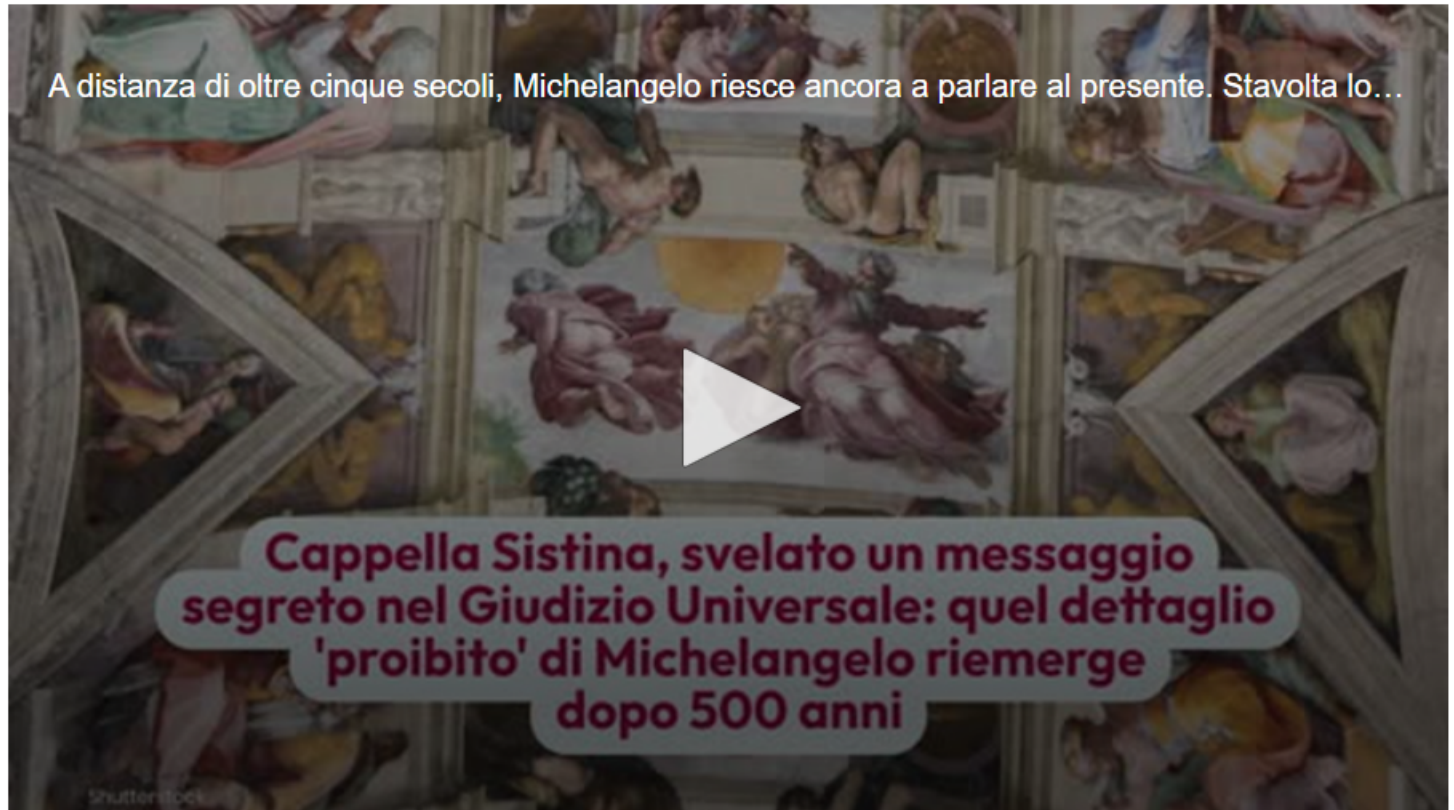 A distanza di oltre cinque secoli, Michelangelo riesce ancora a parlare al presente. Stavolta lo…
Cappella Sistina, svelato un messaggio
segreto nel Giudizio Universale: quel dettaglio
'proibito' di Michelangelo riemerge
dopo 500 anni
Shutterstock